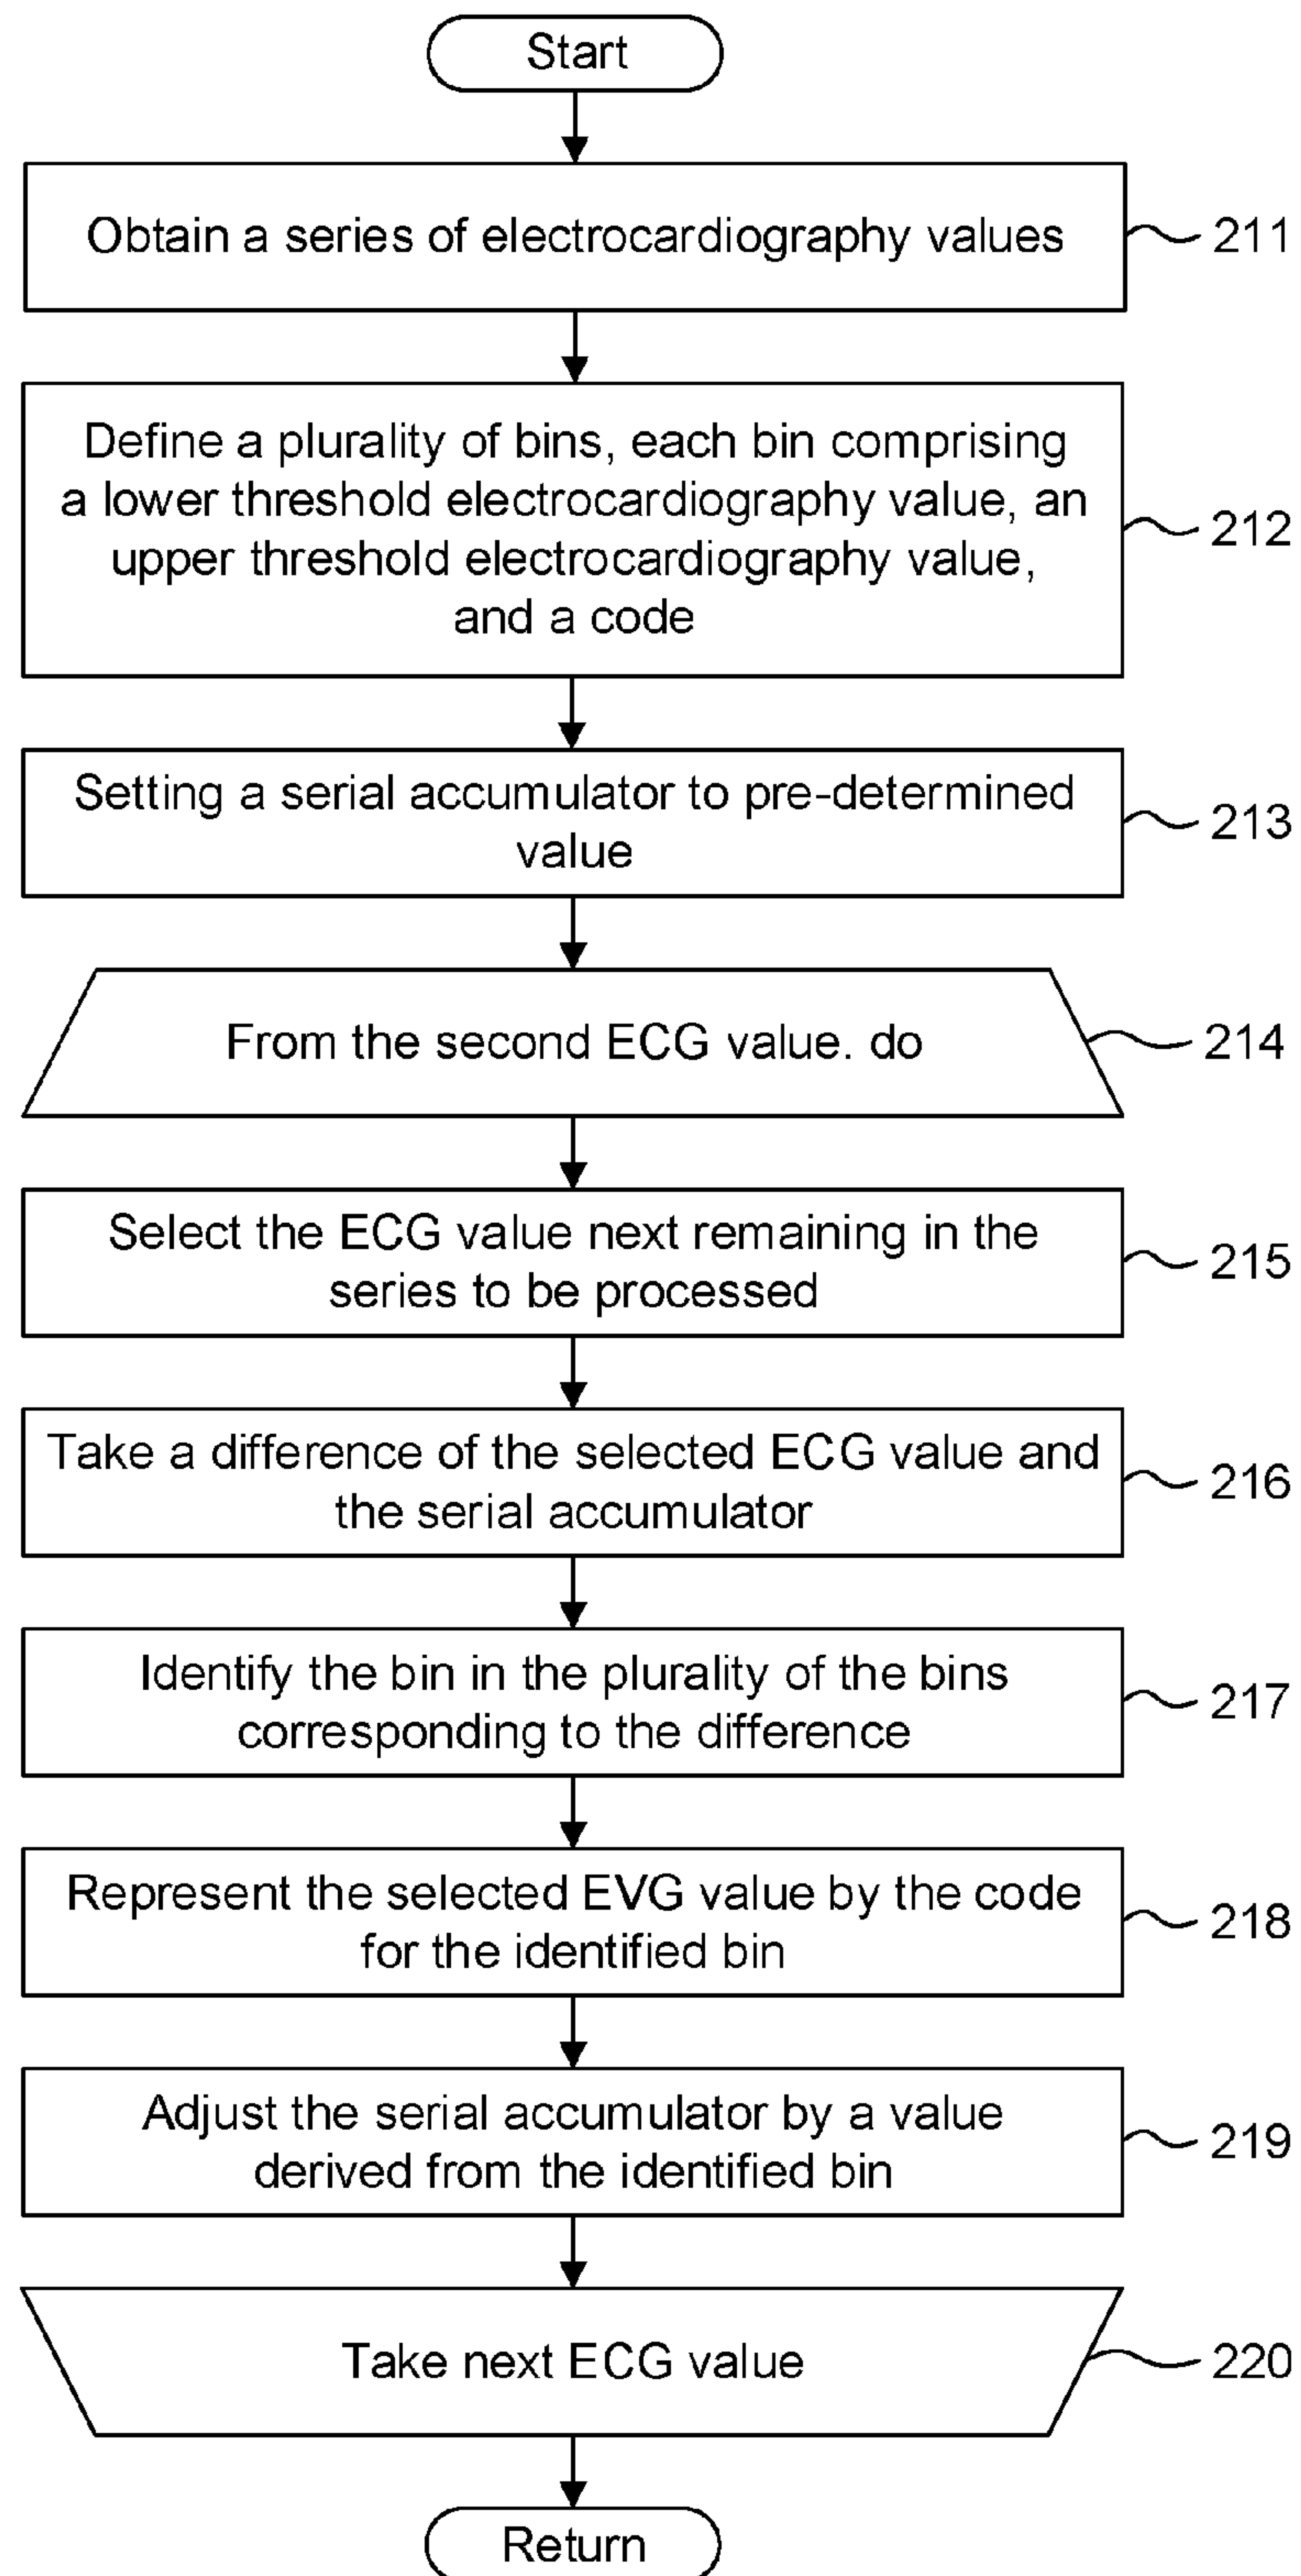 Start
Obtain a series of electrocardiography values
211
Define a plurality of bins, each bin comprising
a lower threshold electrocardiography value, an
upper threshold electrocardiography value,
and a code
212
Setting a serial accumulator to pre-determined
value
213
From the second ECG value. do
214
Select the ECG value next remaining in the
series to be processed
215
Take a difference of the selected ECG value and
the serial accumulator
216
Identify the bin in the plurality of the bins
corresponding to the difference
217
Represent the selected EVG value by the code
for the identified bin
218
Adjust the serial accumulator by a value
derived from the identified bin
219
Take next ECG value
220
Return